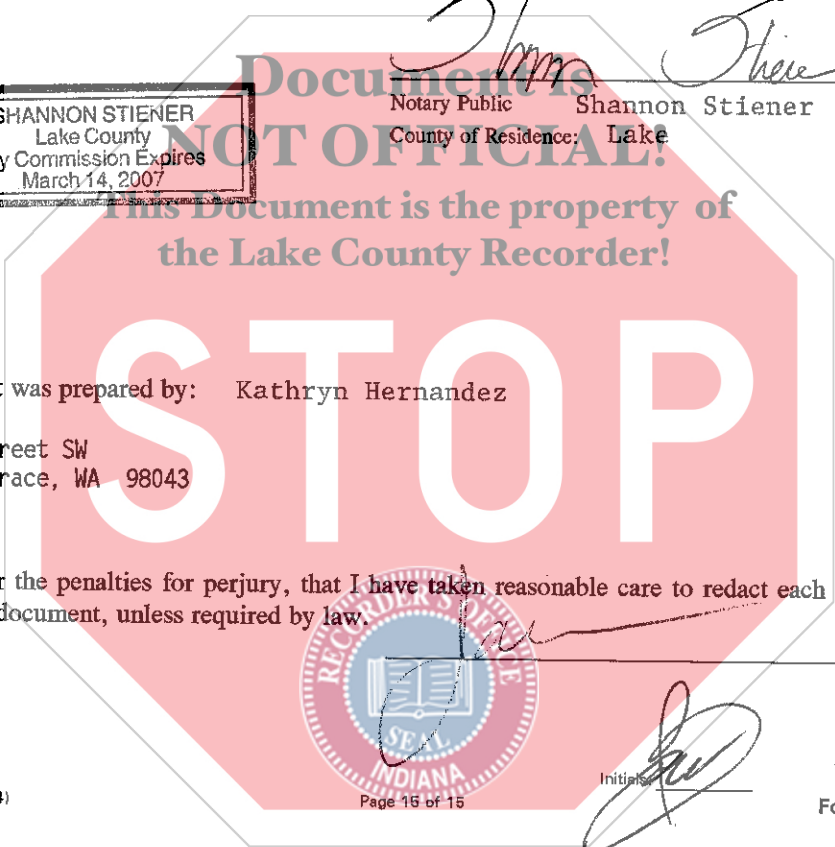 Document is
NOT OFFICIAL!
This Document is the property of
the Lake County Recorder!
STOP
SHANNON STIENER
Lake County
y Commission Expires
March 14, 2007
Notary Public Shannon Stiener
County of Residence: Lake
t was prepared by: Kathryn Hernandez
reet SW
race, WA 98043
r the penalties for perjury, that I have taken reasonable care to redact each
document, unless required by law.
RECORDER'S OFFICE
SEAL
INDIANA
Initials:
4)
Page 15 of 15
Fo